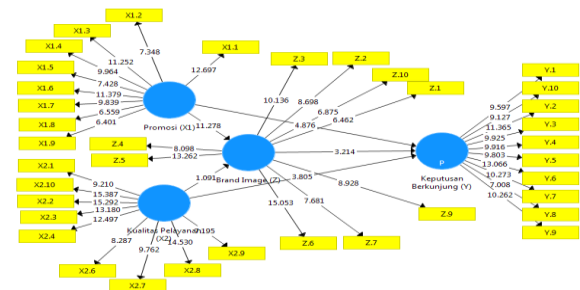 X1.2
X1.3
X1.4
X1.5
X1.6
X1.7
X1.8
X1.9
X1.1
7.348
11.252
9.964
7.428
11.379
9.839
6.559
6.401
12.697
Promosi (X1)
11.278
Z.3
Z.2
Z.10
Z.1
10.136
8.698
6.875
6.462
4.876
Z.4
Z.5
8.098
13.262
Brand Image (Z)
3.214
3.805
1.091
8.928
15.053
7.681
Z.9
Z.6
Z.7
X2.1
X2.10
X2.2
X2.3
X2.4
9.210
15.387
15.292
13.180
12.497
Kualitas Pelayanan
(X2)
8.287
9.762
14.530
X2.6
X2.7
X2.8
X2.9
P
Keputusan
Berkunjung (Y)
9.597
9.127
11.365
9.925
9.916
9.803
13.066
10.273
7.008
10.262
Y.1
Y.10
Y.2
Y.3
Y.4
Y.5
Y.6
Y.7
Y.8
Y.9